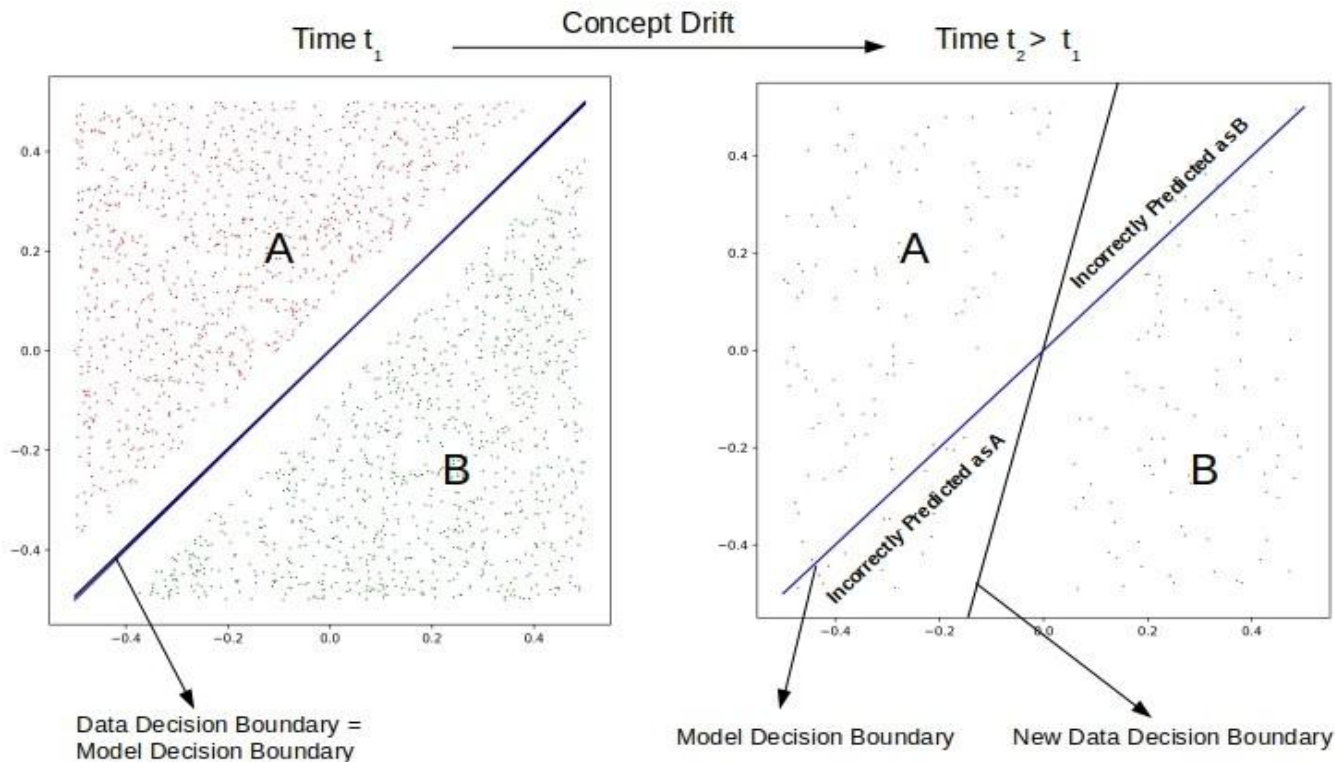 Concept Drift
Time t1
Time t2 > t1
0.4
0.2
0.0
−0.2
−0.4
−0.4
−0.2
0.0
0.2
0.4
A
B
Data Decision Boundary =
Model Decision Boundary
0.4
0.2
0.0
−0.2
−0.4
−0.4
−0.2
0.0
0.2
0.4
A
Incorrectly Predicted as B
Incorrectly Predicted as A
B
Model Decision Boundary
New Data Decision Boundary